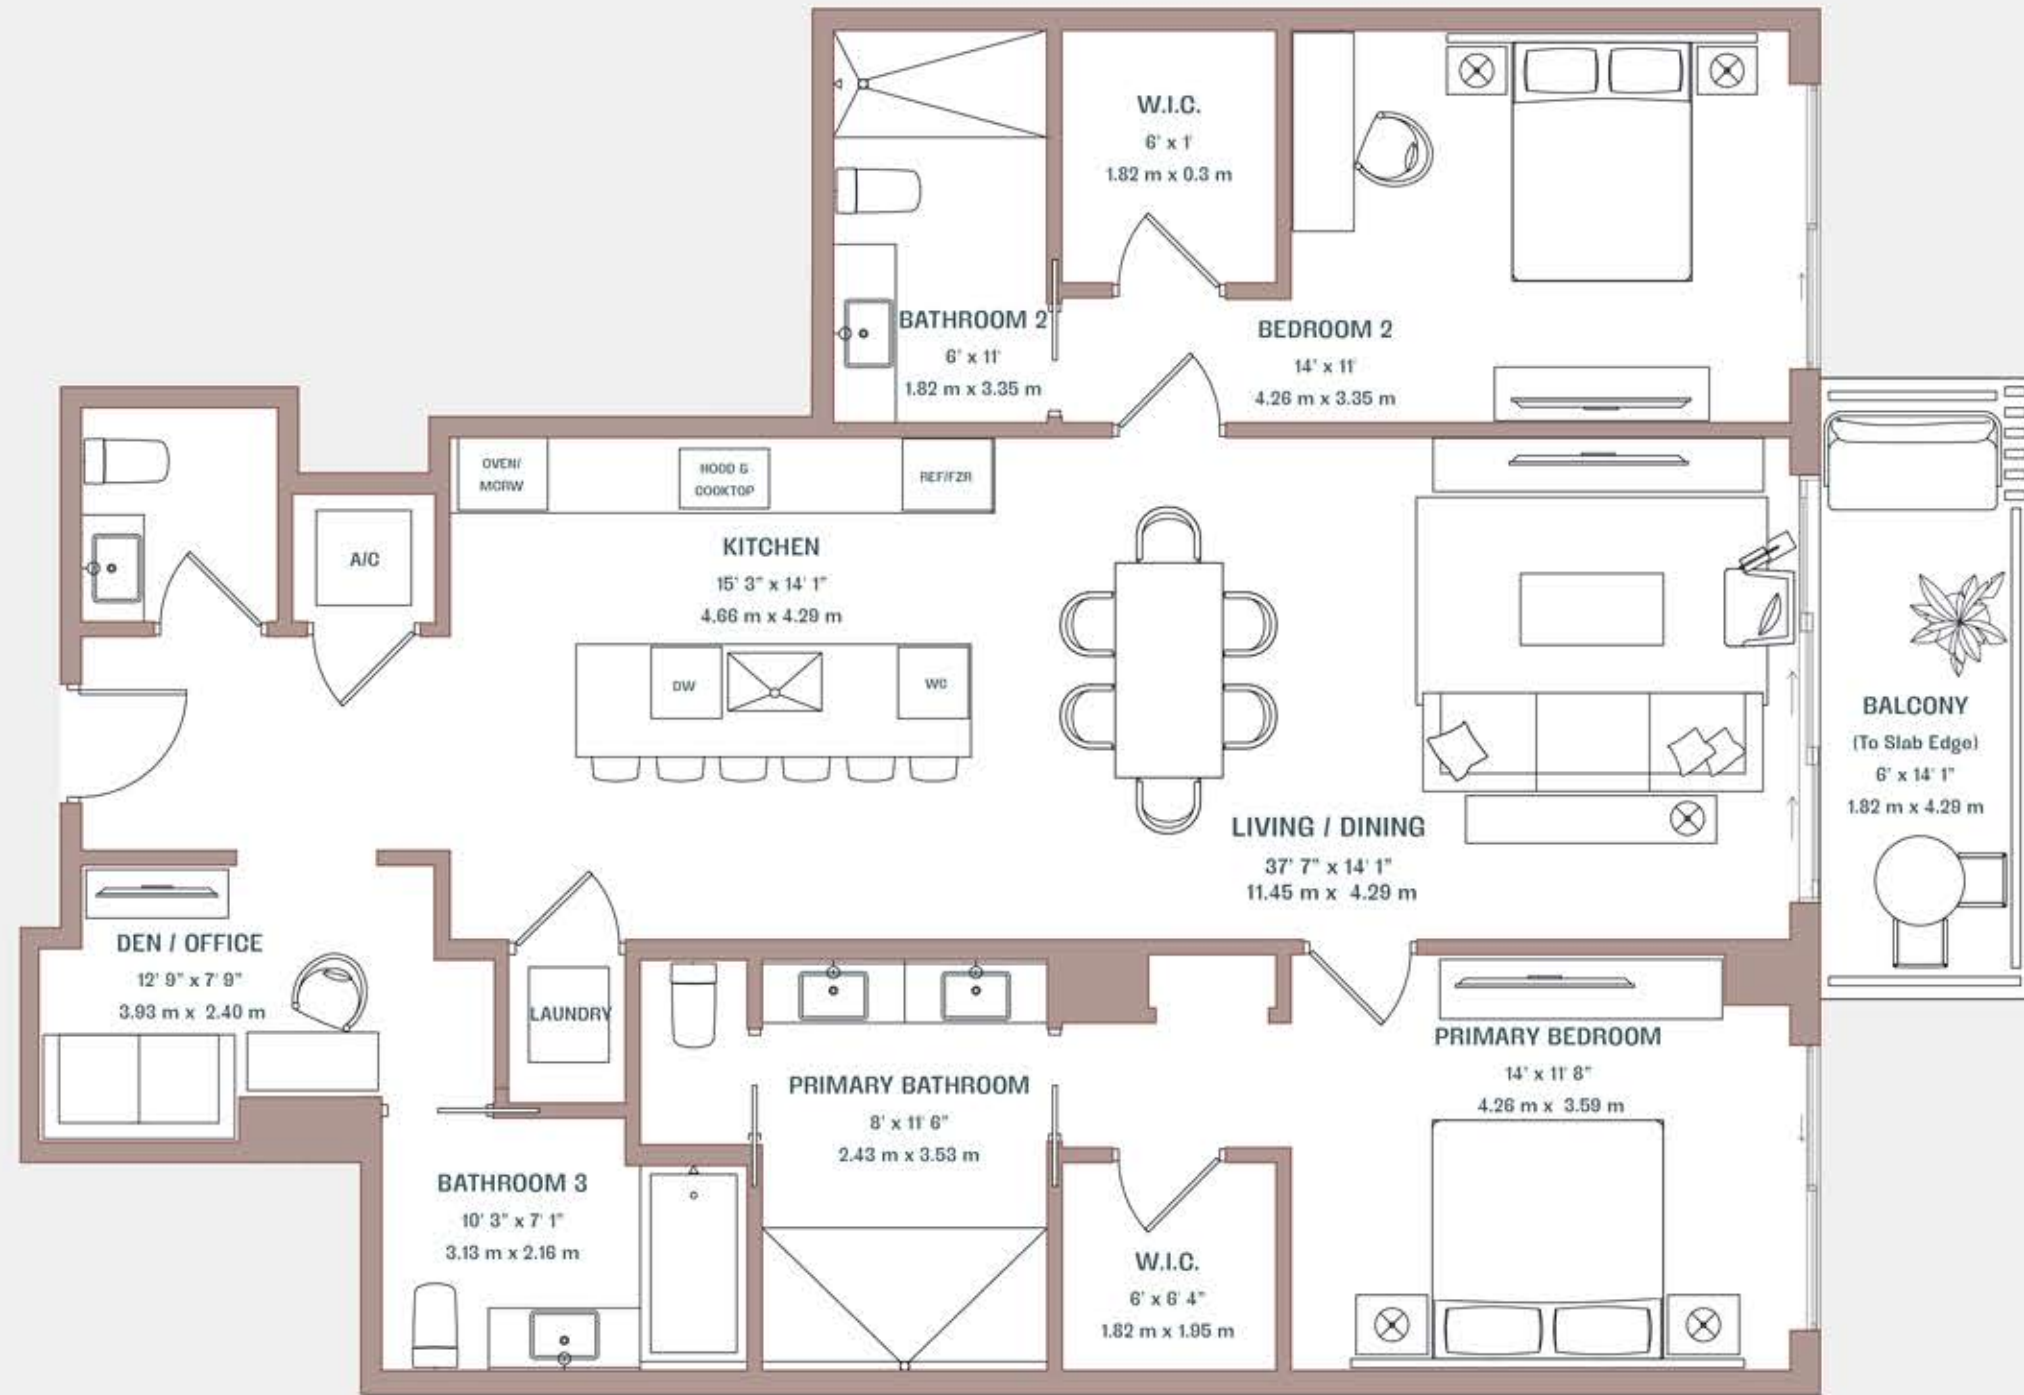 W.I.C.
6' x 1'
1.82 m x 0.3 m
BATHROOM 2
6' x 11'
1.82 m x 3.35 m
BEDROOM 2
14' x 11'
4.26 m x 3.35 m
OVEN/
MCRW
HOOD &
COOKTOP
REF/FZR
A/C
KITCHEN
15' 3" x 14' 1"
4.66 m x 4.29 m
DW
WC
BALCONY
(To Slab Edge)
6' x 14' 1"
1.82 m x 4.29 m
LIVING / DINING
37' 7" x 14' 1"
11.45 m x 4.29 m
DEN / OFFICE
12' 9" x 7' 9"
3.93 m x 2.40 m
LAUNDRY
PRIMARY BATHROOM
8' x 11' 6"
2.43 m x 3.53 m
PRIMARY BEDROOM
14' x 11' 8"
4.26 m x 3.59 m
BATHROOM 3
10' 3" x 7' 1"
3.13 m x 2.16 m
W.I.C.
6' x 6' 4"
1.82 m x 1.95 m